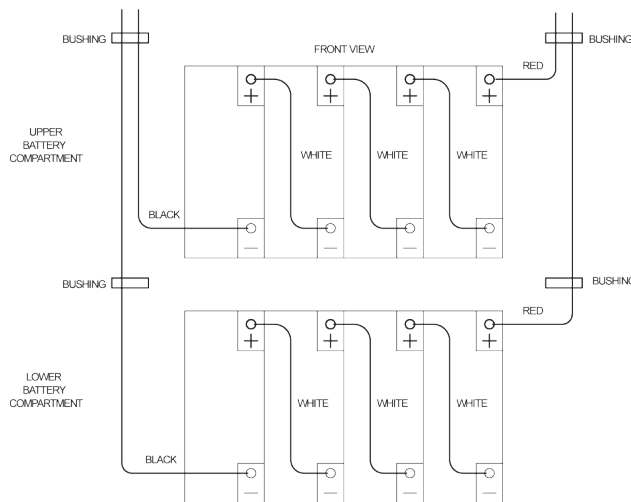 BUSHING
BUSHING
FRONT VIEW
RED
+ + + +
UPPER
BATTERY
COMPARTMENT
WHITE WHITE WHITE
BLACK
— — — —
BUSHING
BUSHING
RED
+ + + +
LOWER
BATTERY
COMPARTMENT
WHITE WHITE WHITE
BLACK
— — — —